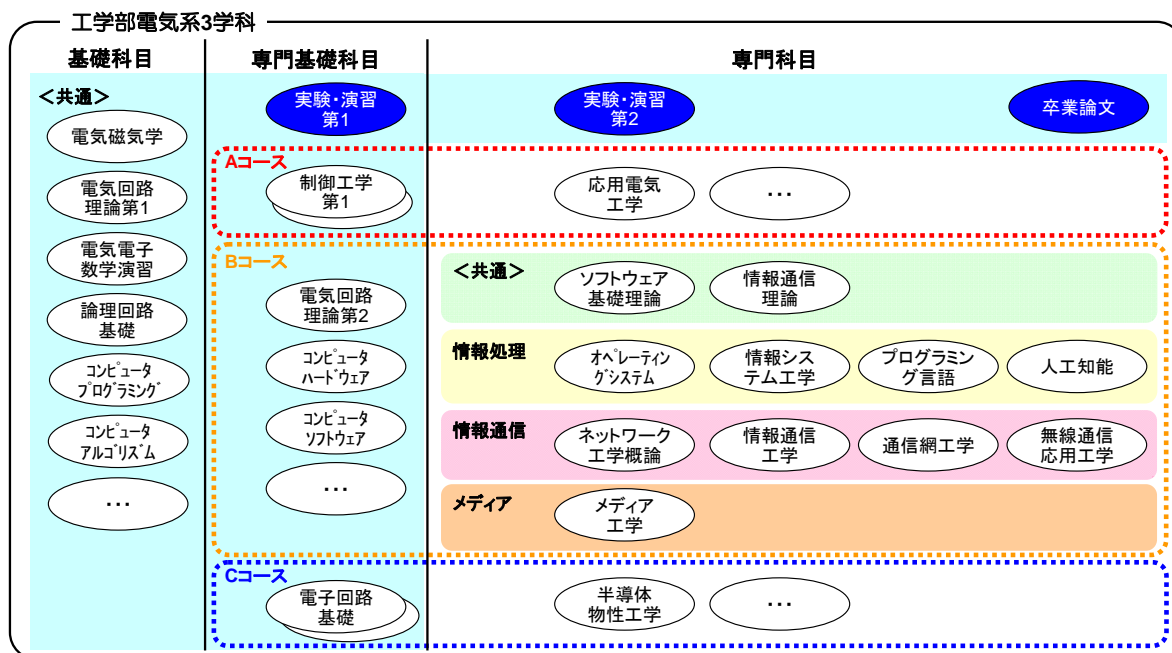 工学部電気系3学科
基礎科目
専門基礎科目
専門科目
<共通>
電気磁気学
電気回路
理論第1
電気電子
数学演習
論理回路
基礎
コンピュータ
プログラミング
コンピュータ
アルゴリズム
･･･
実験・演習
第1
実験・演習
第2
卒業論文
Aコース
制御工学
第1
応用電気
工学
･･･
Bコース
電気回路
理論第2
コンピュータ
ハードウェア
コンピュータ
ソフトウェア
･･･
<共通>
ソフトウェア
基礎理論
情報通信
理論
情報処理
オペレーティン
グシステム
情報シス
テム工学
プログラミン
グ言語
人工知能
情報通信
ネットワーク
工学概論
情報通信
工学
通信網工学
無線通信
応用工学
メディア
メディア
工学
Cコース
電子回路
基礎
半導体
物性工学
･･･